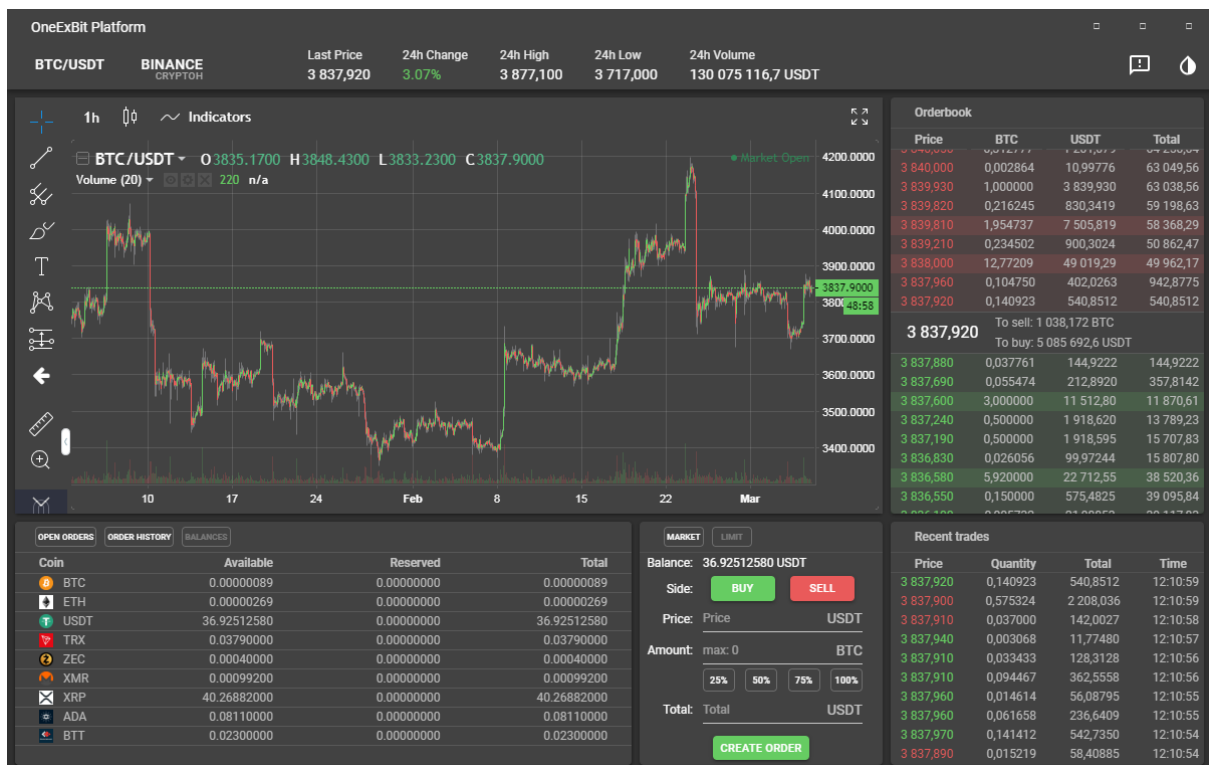 OneExBit Platform
BTC/USDT BINANCE CRYPTOH
Last Price 24h Change 24h High 24h Low 24h Volume
3 837,920 3.07% 3 877,100 3 717,000 130 075 116,7 USDT
1h Indicators
BTC/USDT O3835.1700 H3848.4300 L3833.2300 C3837.9000 Market Open
Volume (20) 220 n/a
4200.0000
4100.0000
4000.0000
3900.0000
3837.9000
48:58
3700.0000
3600.0000
3500.0000
3400.0000
10 17 24 Feb 8 15 22 Mar
Orderbook
Price BTC USDT Total
3 840,000 0,002864 10,99776 63 049,56
3 839,930 1,000000 3 839,930 63 038,56
3 839,820 0,216245 830,3419 59 198,63
3 839,810 1,954737 7 505,819 58 368,29
3 839,210 0,234502 900,3024 50 862,47
3 838,000 12,77209 49 019,29 49 962,17
3 837,960 0,104750 402,0263 942,8775
3 837,920 0,140923 540,8512 540,8512
3 837,920
To sell: 1 038,172 BTC
To buy: 5 085 692,6 USDT
3 837,880 0,037761 144,9222 144,9222
3 837,690 0,055474 212,8920 357,8142
3 837,600 3,000000 11 512,80 11 870,61
3 837,240 0,500000 1 918,620 13 789,23
3 837,190 0,500000 1 918,595 15 707,83
3 836,830 0,026056 99,97244 15 807,80
3 836,580 5,920000 22 712,55 38 520,36
3 836,550 0,150000 575,4825 39 095,84
OPEN ORDERS ORDER HISTORY BALANCES
Coin Available Reserved Total
BTC 0.00000089 0.00000000 0.00000089
ETH 0.00000269 0.00000000 0.00000269
USDT 36.92512580 0.00000000 36.92512580
TRX 0.03790000 0.00000000 0.03790000
ZEC 0.00040000 0.00000000 0.00040000
XMR 0.00099200 0.00000000 0.00099200
XRP 40.26882000 0.00000000 40.26882000
ADA 0.08110000 0.00000000 0.08110000
BTT 0.02300000 0.00000000 0.02300000
MARKET LIMIT
Balance: 36.92512580 USDT
Side: BUY SELL
Price: Price USDT
Amount: max: 0 BTC
25% 50% 75% 100%
Total: Total USDT
CREATE ORDER
Recent trades
Price Quantity Total Time
3 837,920 0,140923 540,8512 12:10:59
3 837,900 0,575324 2 208,036 12:10:59
3 837,910 0,037000 142,0027 12:10:58
3 837,940 0,003068 11,77480 12:10:57
3 837,910 0,033433 128,3128 12:10:56
3 837,910 0,094467 362,5558 12:10:56
3 837,960 0,014614 56,08795 12:10:55
3 837,960 0,061658 236,6409 12:10:55
3 837,970 0,141412 542,7350 12:10:54
3 837,890 0,015219 58,40885 12:10:54